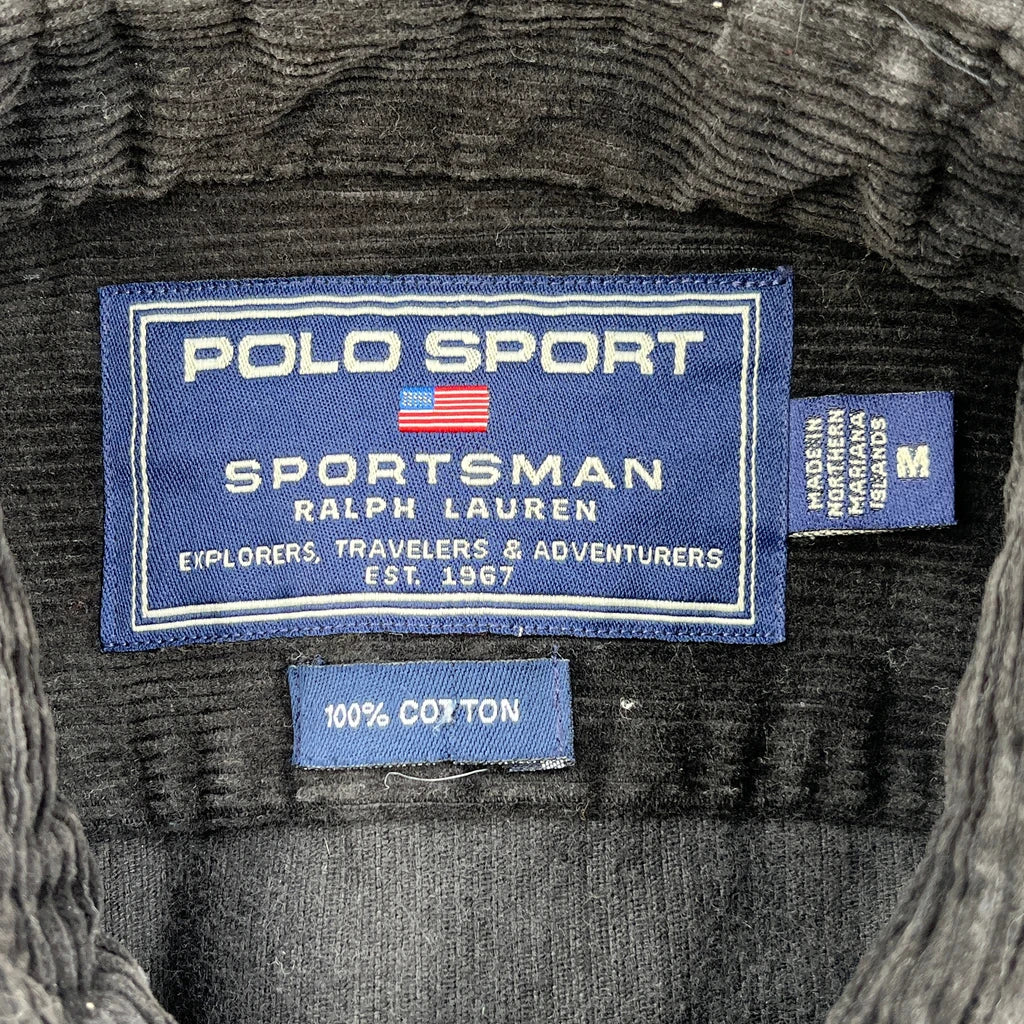 POLO SPORT
SPORTSMAN
RALPH LAUREN
EXPLORERS, TRAVELERS & ADVENTURERS
EST. 1967
MADE IN
NORTHERN
MARIANA
ISLANDS
M
100% COTTON